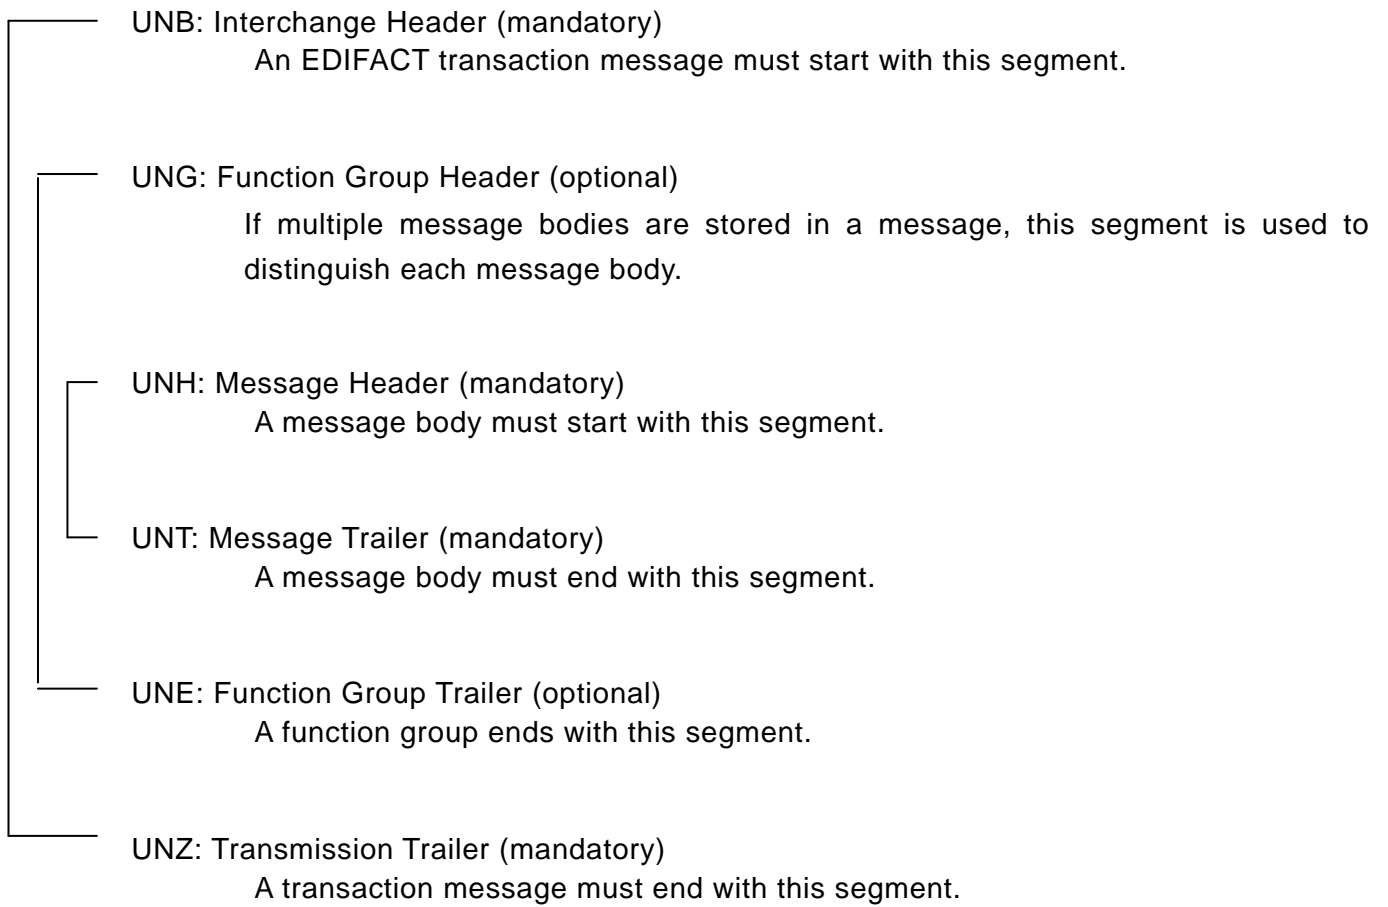 UNB: Interchange Header (mandatory)
An EDIFACT transaction message must start with this segment.
UNG: Function Group Header (optional)
If multiple message bodies are stored in a message, this segment is used to
distinguish each message body.
UNH: Message Header (mandatory)
A message body must start with this segment.
UNT: Message Trailer (mandatory)
A message body must end with this segment.
UNE: Function Group Trailer (optional)
A function group ends with this segment.
UNZ: Transmission Trailer (mandatory)
A transaction message must end with this segment.